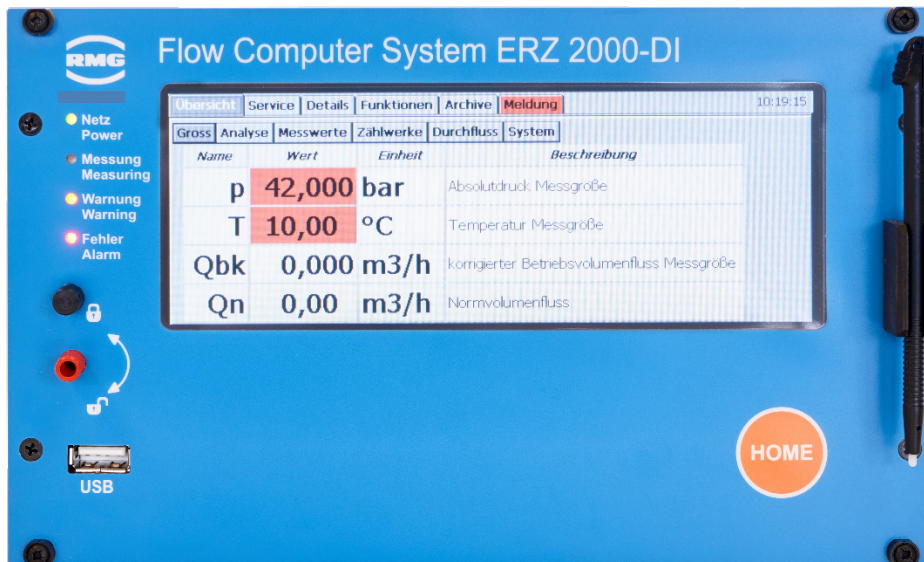 RMG
Flow Computer System ERZ 2000-DI
Übersicht Service Details Funktionen Archive Meldung 10:19:15
Gross Analyse Messwerte Zählwerke Durchfluss System
Name Wert Einheit Beschreibung
p 42,000 bar Absolutdruck Messgröße
T 10,00 °C Temperatur Messgröße
Qbk 0,000 m3/h korrigierter Betriebsvolumenfluss Messgröße
Qn 0,00 m3/h Normvolumenfluss
Netz
Power
Messung
Measuring
Warnung
Warning
Fehler
Alarm
USB
HOME